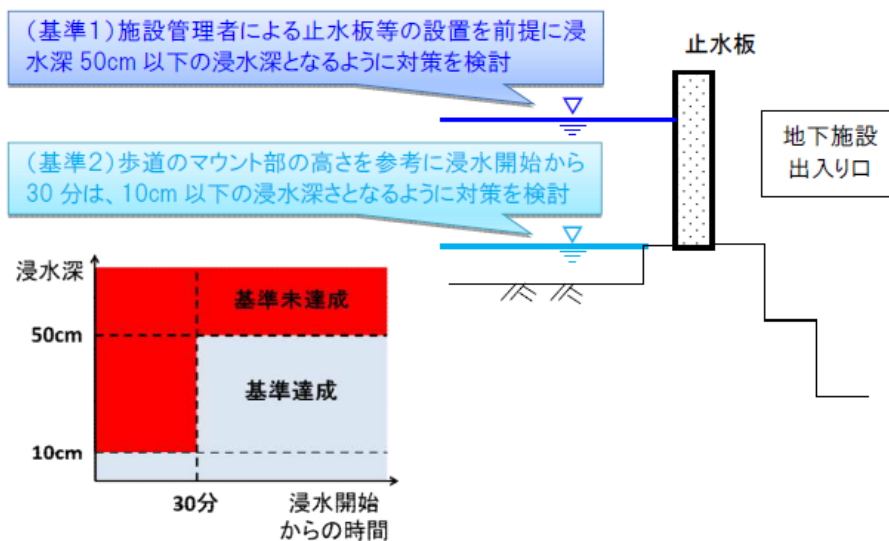 （基準1）施設管理者による止水板等の設置を前提に浸
水深 50cm 以下の浸水深となるように対策を検討
止水板
（基準2）歩道のマウント部の高さを参考に浸水開始から
30 分は、10cm 以下の浸水深さとなるように対策を検討
地下施設
出入り口
浸水深
基準未達成
50cm
基準達成
10cm
30分
浸水開始
からの時間